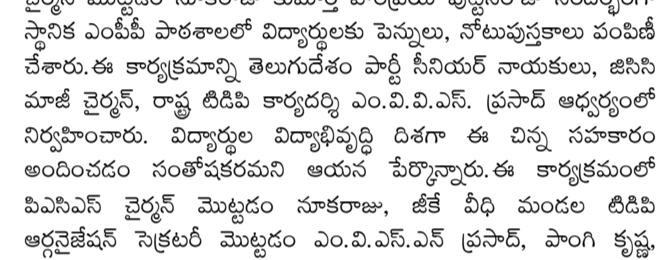 స్థానిక ఎంపీపీ పాఠశాలలో విద్యార్థులకు పెన్నులు, నోటుపుస్తకాలు పంపిణీ
చేశారు.ఈ కార్యక్రమాన్ని తెలుగుదేశం పార్టీ సీనియర్ నాయకులు, జిసిసి
మాజీ చైర్మన్, రాష్ట్ర టిడిపి కార్యదర్శి ఎం.వి.వి.ఎస్. ప్రసాద్ ఆధ్వర్యంలో
నిర్వహించారు. విద్యార్థుల విద్యాభివృద్ధి దిశగా ఈ చిన్న సహకారం
అందించడం సంతోషకరమని ఆయన పేర్కొన్నారు.ఈ కార్యక్రమంలో
పిఎసిఎస్ చైర్మన్ మొట్టడం నూకరాజు, జీకే వీధి మండల టిడిపి
ఆర్గనైజేషన్ సెక్రటరీ మొట్టడం ఎం.వి.ఎస్.ఎన్ ప్రసాద్, పాంగి కృష్ణ,